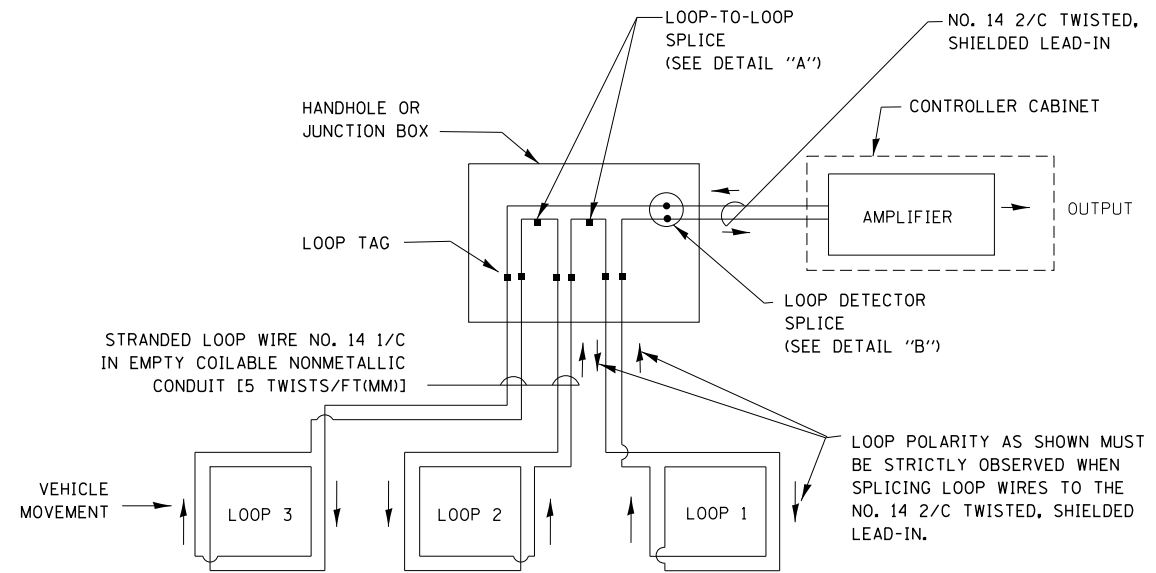 LOOP-TO-LOOP
SPLICE
(SEE DETAIL "A")
NO. 14 2/C TWISTED,
SHIELDED LEAD-IN
HANDHOLE OR
JUNCTION BOX
CONTROLLER CABINET
AMPLIFIER
OUTPUT
LOOP TAG
LOOP DETECTOR
SPLICE
(SEE DETAIL "B")
STRANDED LOOP WIRE NO. 14 1/C
IN EMPTY COILABLE NONMETALLIC
CONDUIT [5 TWISTS/FT(MM)]
LOOP POLARITY AS SHOWN MUST
BE STRICTLY OBSERVED WHEN
SPLICING LOOP WIRES TO THE
NO. 14 2/C TWISTED, SHIELDED
LEAD-IN.
VEHICLE
MOVEMENT
LOOP 3
LOOP 2
LOOP 1